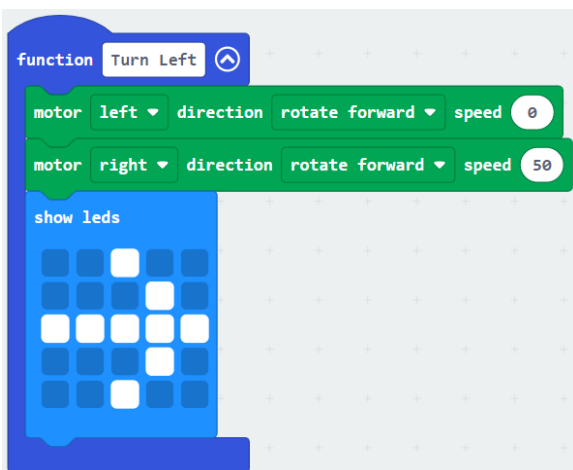 function Turn Left
motor left direction rotate forward speed 0
motor right direction rotate forward speed 50
show leds